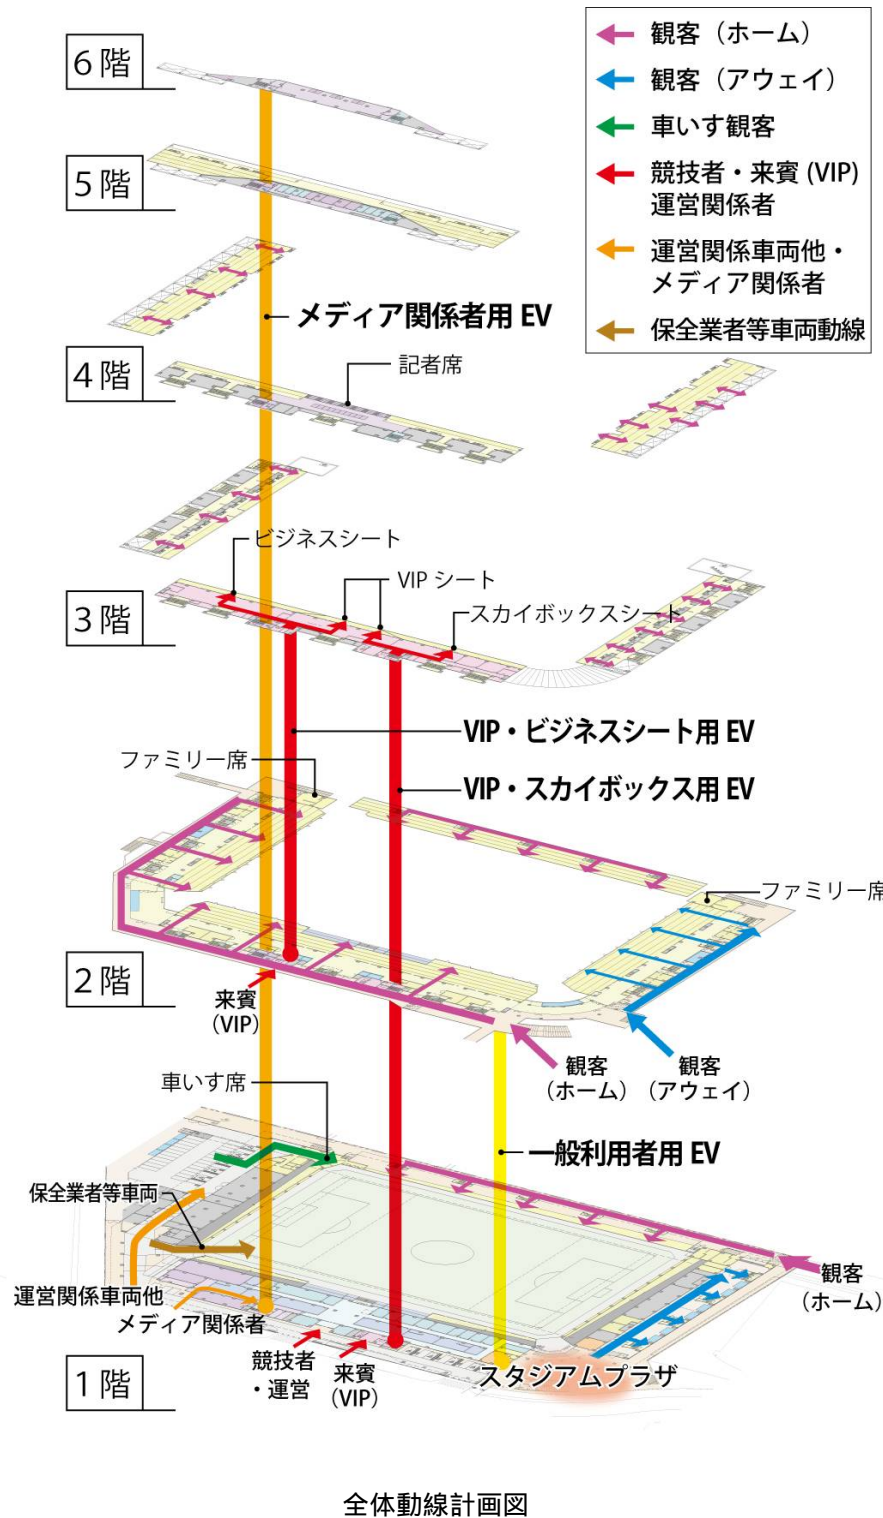 6階
観客（ホーム）
観客（アウェイ）
車いす観客
競技者・来賓(VIP)
運営関係者
運営関係車両他・
メディア関係者
保全業者等車両動線
5階
メディア関係者用 EV
4階
記者席
ビジネスシート
VIP シート
スカイボックスシート
3階
VIP・ビジネスシート用 EV
ファミリー席
VIP・スカイボックス用 EV
ファミリー席
2階
来賓
(VIP)
観客
（ホーム）
観客
（アウェイ）
車いす席
一般利用者用 EV
保全業者等車両
運営関係車両他
メディア関係者
観客
（ホーム）
競技者
・運営
来賓
(VIP)
スタジアムプラザ
1階
全体動線計画図